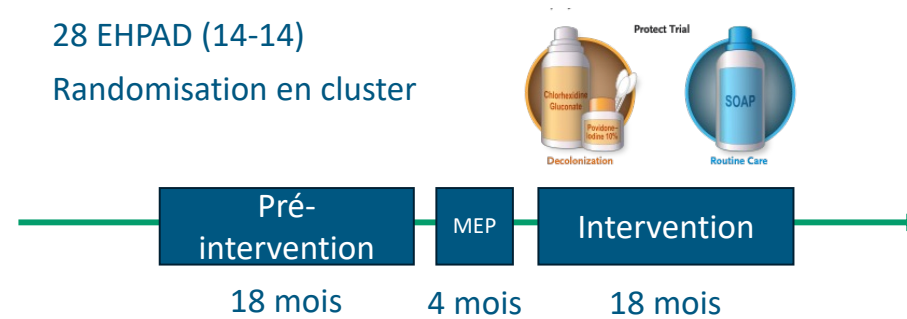 28 EHPAD (14-14)
Randomisation en cluster
Protect Trial
Chlorhexidine
Gluconate
Povidone-
iodine 10%
Decolonization
SOAP
Routine Care
Pré-
intervention
MEP
Intervention
18 mois
4 mois
18 mois